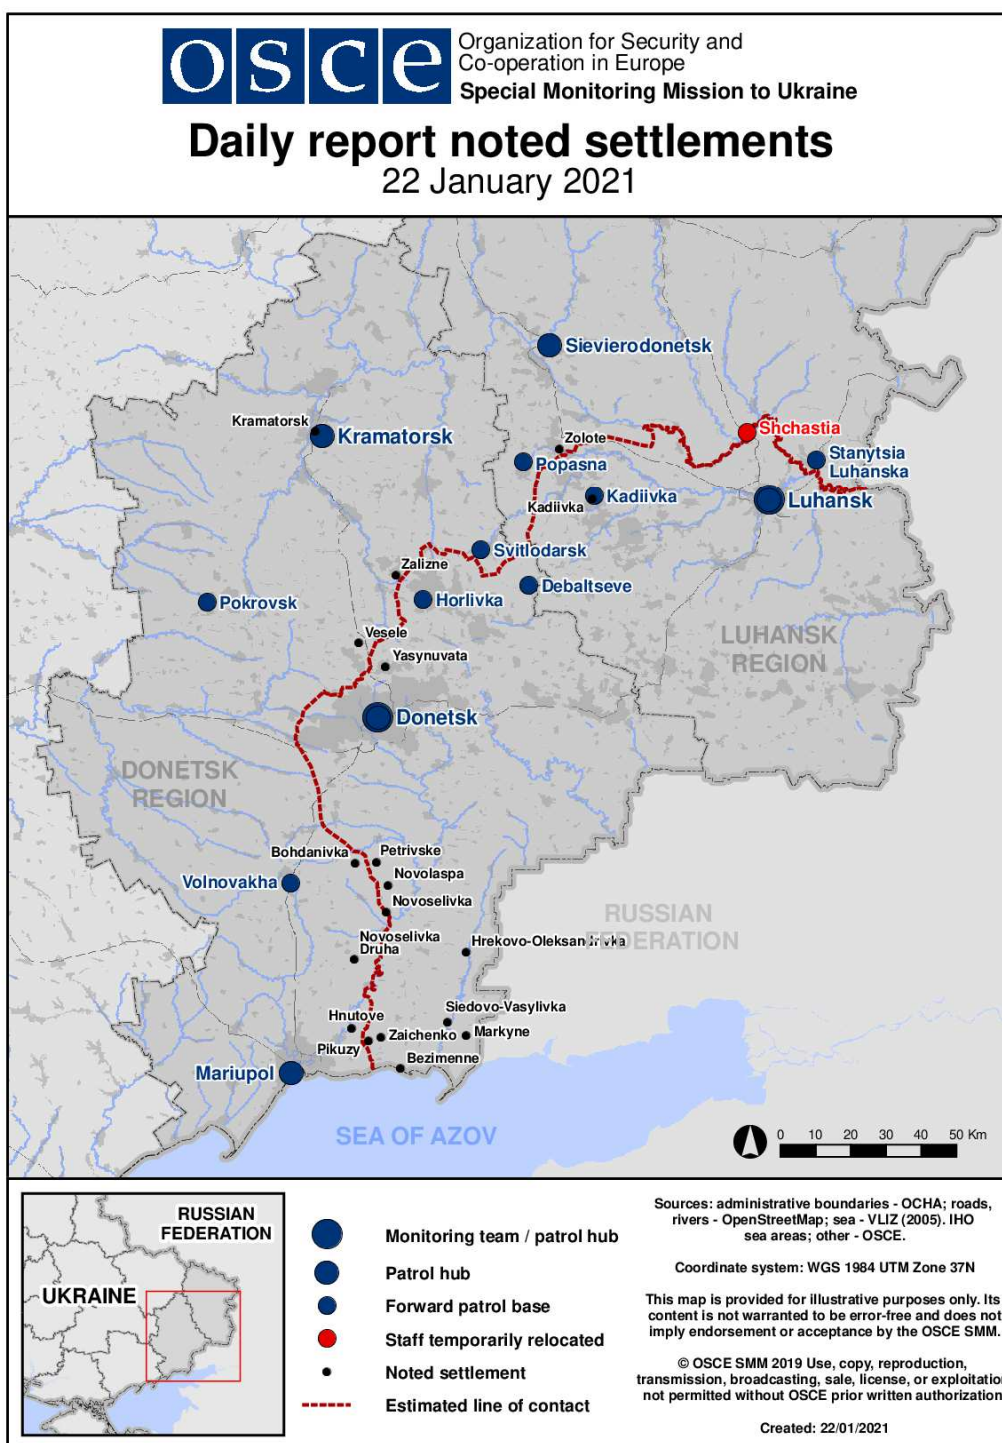 osce
Organization for Security and
Co-operation in Europe
Special Monitoring Mission to Ukraine
Daily report noted settlements
22 January 2021
Sievierodonetsk
Kramatorsk
Kramatorsk
Shchastia
Zolote
Stanytsia
Luhanska
Popasna
Kadiivka
Kadiivka
Luhansk
Svitlodarsk
Zalizne
Debaltseve
Horlivka
Pokrovsk
Vesele
LUHANSK
REGION
Yasynuvata
Donetsk
DONETSK
REGION
Bohdanivka
Petrivske
Novolaspa
Volnovakha
Novoselivka
RUSSIAN
FEDERATION
Novoselivka
Druha
Hrekovo-Oleksandrivka
Siedovo-Vasylivka
Hnutove
Markyne
Zaichenko
Pikuzy
Bezimenne
Mariupol
SEA OF AZOV
0 10 20 30 40 50 Km
RUSSIAN
FEDERATION
UKRAINE
Monitoring team / patrol hub
Patrol hub
Forward patrol base
Staff temporarily relocated
Noted settlement
Estimated line of contact
Sources: administrative boundaries - OCHA; roads,
rivers - OpenStreetMap; sea - VLIZ (2005). IHO
sea areas; other - OSCE.
Coordinate system: WGS 1984 UTM Zone 37N
This map is provided for illustrative purposes only. Its
content is not warranted to be error-free and does not
imply endorsement or acceptance by the OSCE SMM.
© OSCE SMM 2019 Use, copy, reproduction,
transmission, broadcasting, sale, license, or exploitation
not permitted without OSCE prior written authorization
Created: 22/01/2021